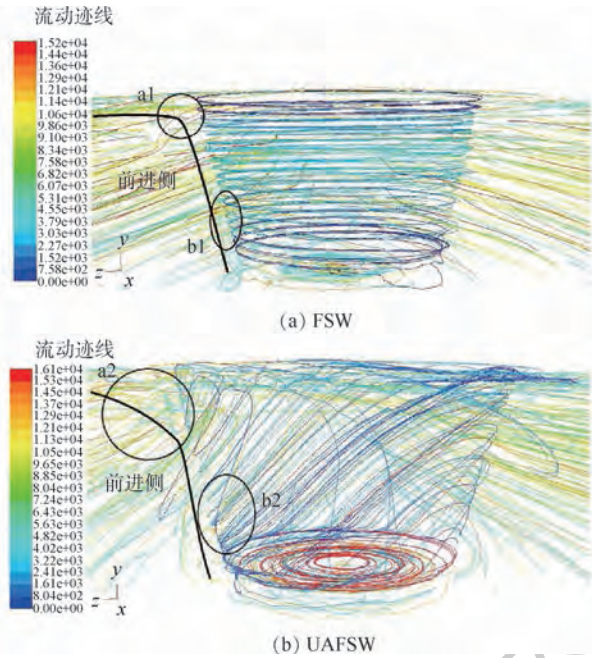 流动迹线
1.52e+04
1.44e+04
1.36e+04
1.29e+04
1.21e+04
1.14e+04
1.06e+04
9.86e+03
9.10e+03
8.34e+03
7.58e+03
6.82e+03
6.07e+03
5.31e+03
4.55e+03
3.79e+03
3.03e+03
2.27e+03
1.52e+03
7.58e+02
0.00e+00
a1
前进侧
b1
y
z
x
(a) FSW
流动迹线
1.61e+04
1.53e+04
1.45e+04
1.37e+04
1.29e+04
1.21e+04
1.13e+04
1.05e+04
9.65e+03
8.85e+03
8.04e+03
7.24e+03
6.43e+03
5.63e+03
4.83e+03
4.02e+03
3.22e+03
2.41e+03
1.61e+03
8.04e+02
0.00e+00
a2
前进侧
b2
y
z
x
(b) UAFSW